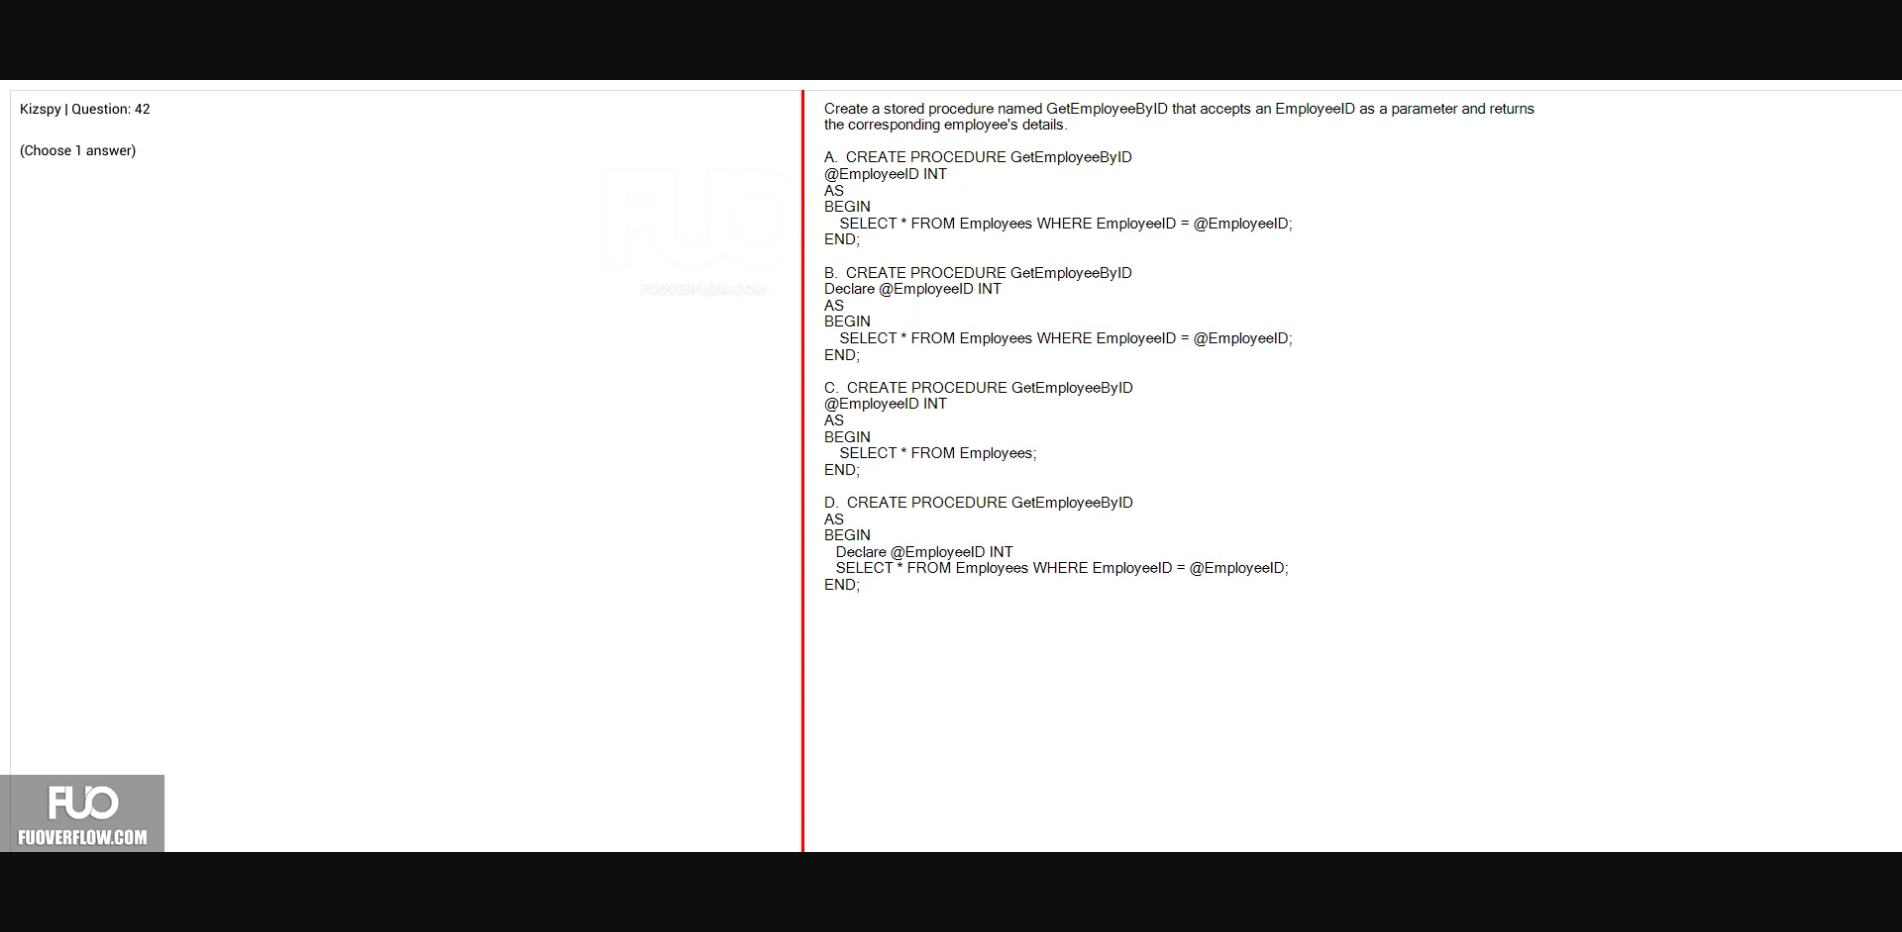 Kizspy | Question: 42
(Choose 1 answer)
FUO
FUOVERFLOW.COM
Create a stored procedure named GetEmployeeByID that accepts an EmployeeID as a parameter and returns
the corresponding employee's details.
A.  CREATE PROCEDURE GetEmployeeByID
@EmployeeID INT
AS
BEGIN
SELECT * FROM Employees WHERE EmployeeID = @EmployeeID;
END;
B.  CREATE PROCEDURE GetEmployeeByID
Declare @EmployeeID INT
AS
BEGIN
SELECT * FROM Employees WHERE EmployeeID = @EmployeeID;
END;
C.  CREATE PROCEDURE GetEmployeeByID
@EmployeeID INT
AS
BEGIN
SELECT * FROM Employees;
END;
D.  CREATE PROCEDURE GetEmployeeByID
AS
BEGIN
Declare @EmployeeID INT
SELECT * FROM Employees WHERE EmployeeID = @EmployeeID;
END;
FUO
FUOVERFLOW.COM